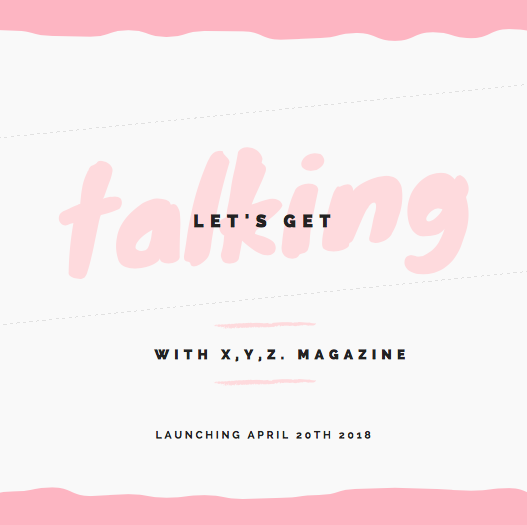 LET'S GET
talking
WITH X,Y,Z. MAGAZINE
LAUNCHING APRIL 20TH 2018